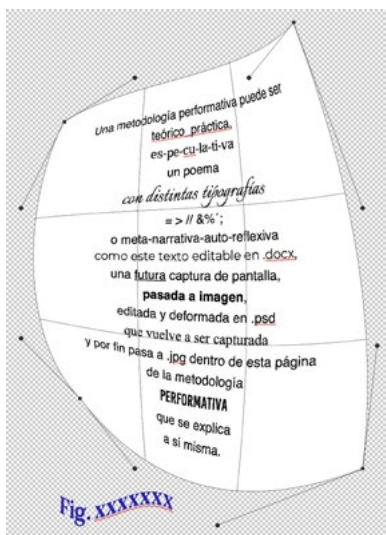 Una metodología performativa puede ser
teórico_práctica,
es-pe-cu-la-ti-va
un poema
con distintas tipografías
= > // &%¨;
o meta-narrativa-auto-reflexiva
como este texto editable en .docx,
una futura captura de pantalla,
pasada a imagen,
editada y deformada en .psd
que vuelve a ser capturada
y por fin pasa a .jpg dentro de esta página
de la metodología
PERFORMATIVA
que se explica
a sí misma.
Fig. xxxxxxx